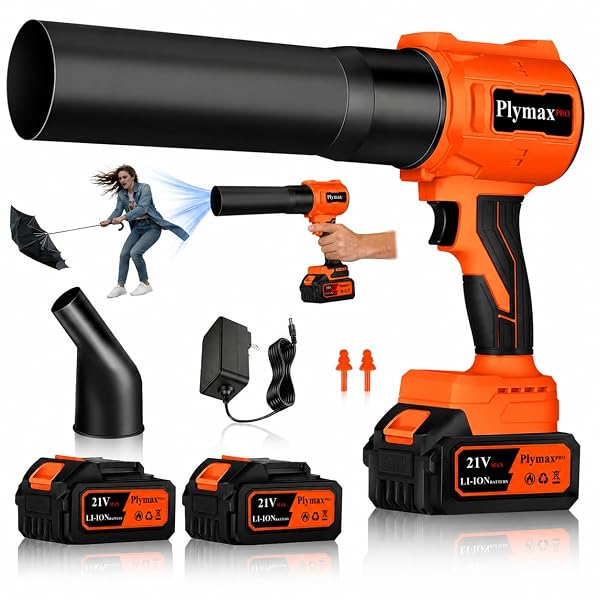 Plymax PRO
Plymax
21V MAX Plymax PRO
LI-ION BATTERY
21V MAX Plymax PRO
LI-ION BATTERY
21V MAX Plymax PRO
LI-ION BATTERY